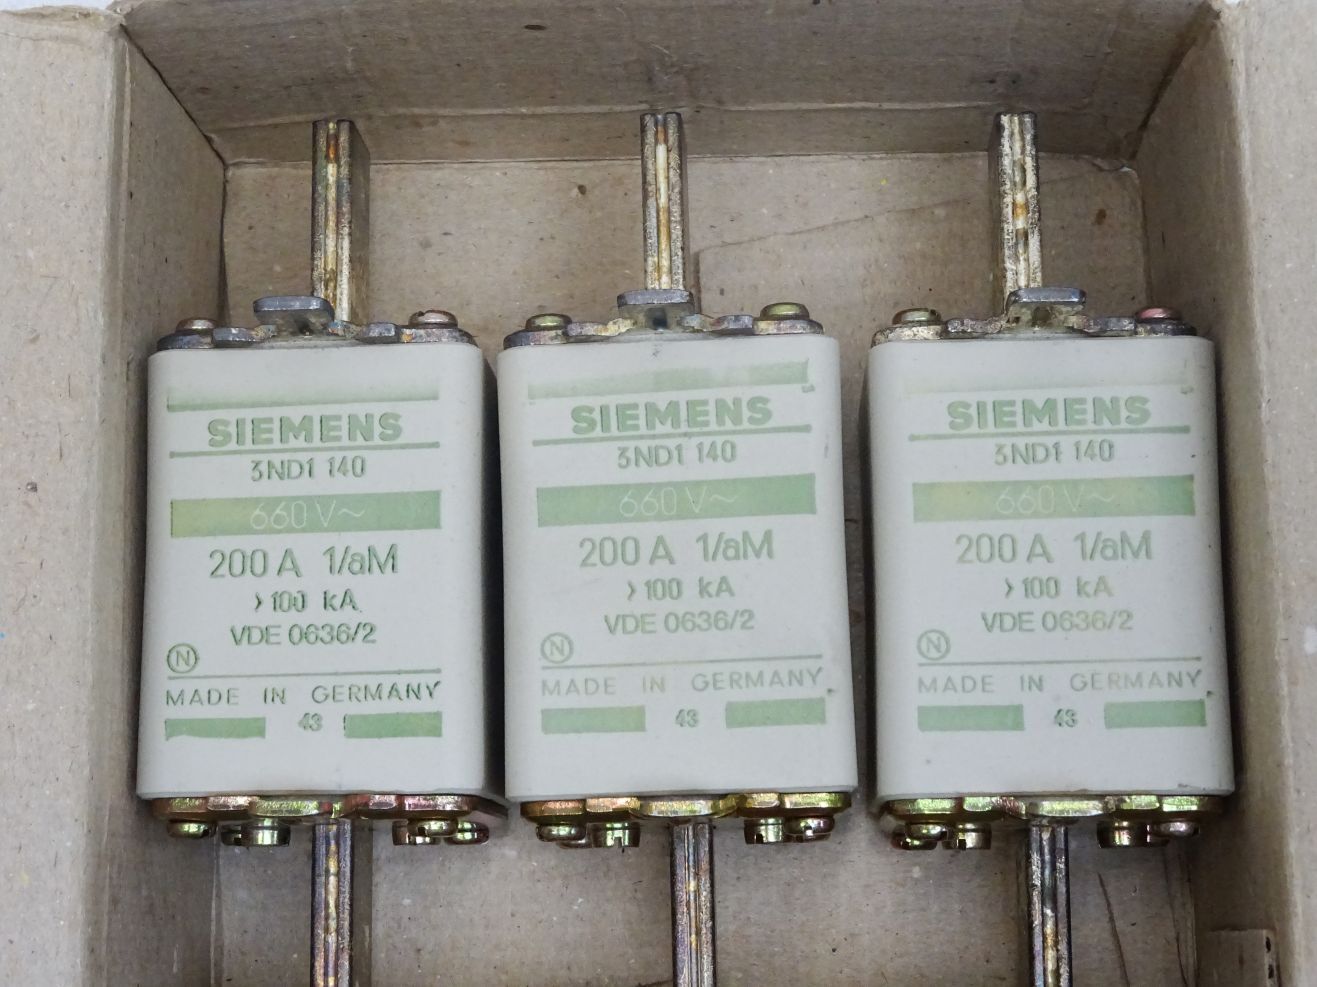 SIEMENS
3ND1 140
660 V~
200 A 1/aM
>100 kA
VDE 0636/2
N
MADE IN GERMANY
43
SIEMENS
3ND1 140
660 V~
200 A 1/aM
>100 kA
VDE 0636/2
N
MADE IN GERMANY
43
SIEMENS
3ND1 140
660 V~
200 A 1/aM
>100 kA
VDE 0636/2
N
MADE IN GERMANY
43